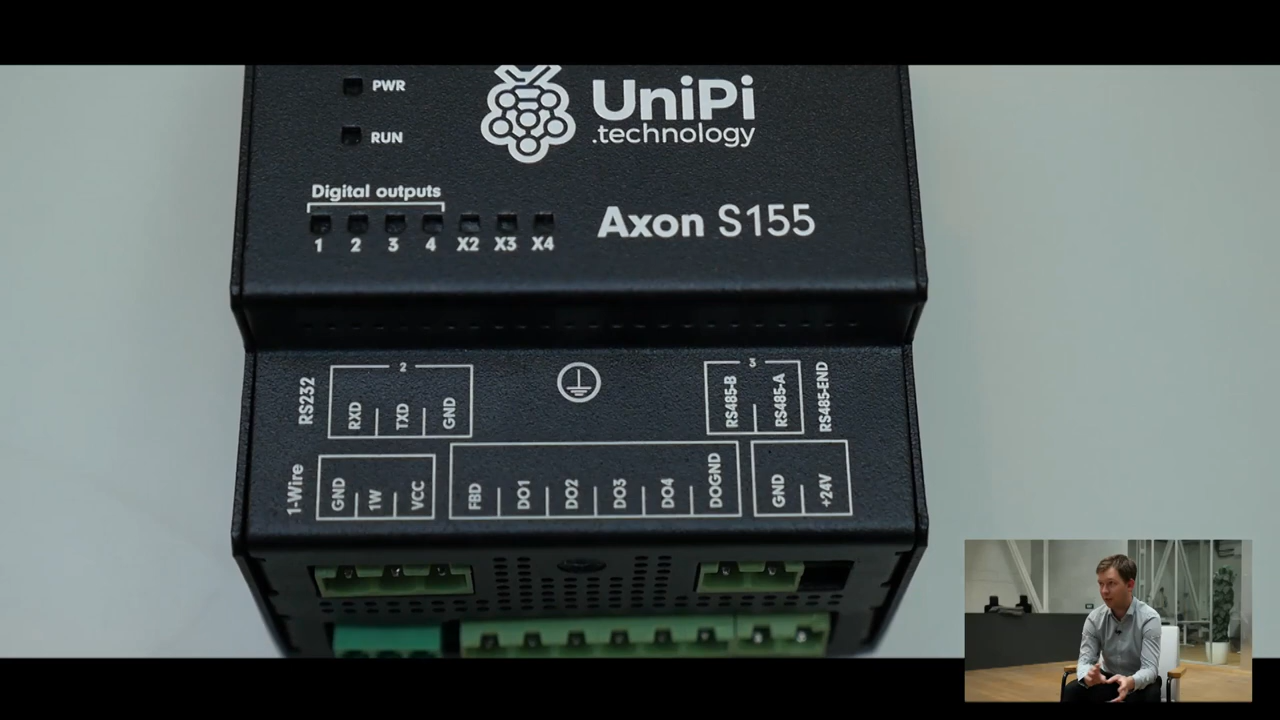 PWR
UniPi
.technology
RUN
Digital outputs
1 2 3 4 X2 X3 X4
Axon S155
RS232
2
RXD TXD GND
3
RS485-B RS485-A
RS485-END
1-Wire
GND 1W VCC
FBD DO1 DO2 DO3 DO4 DOGND
GND +24V